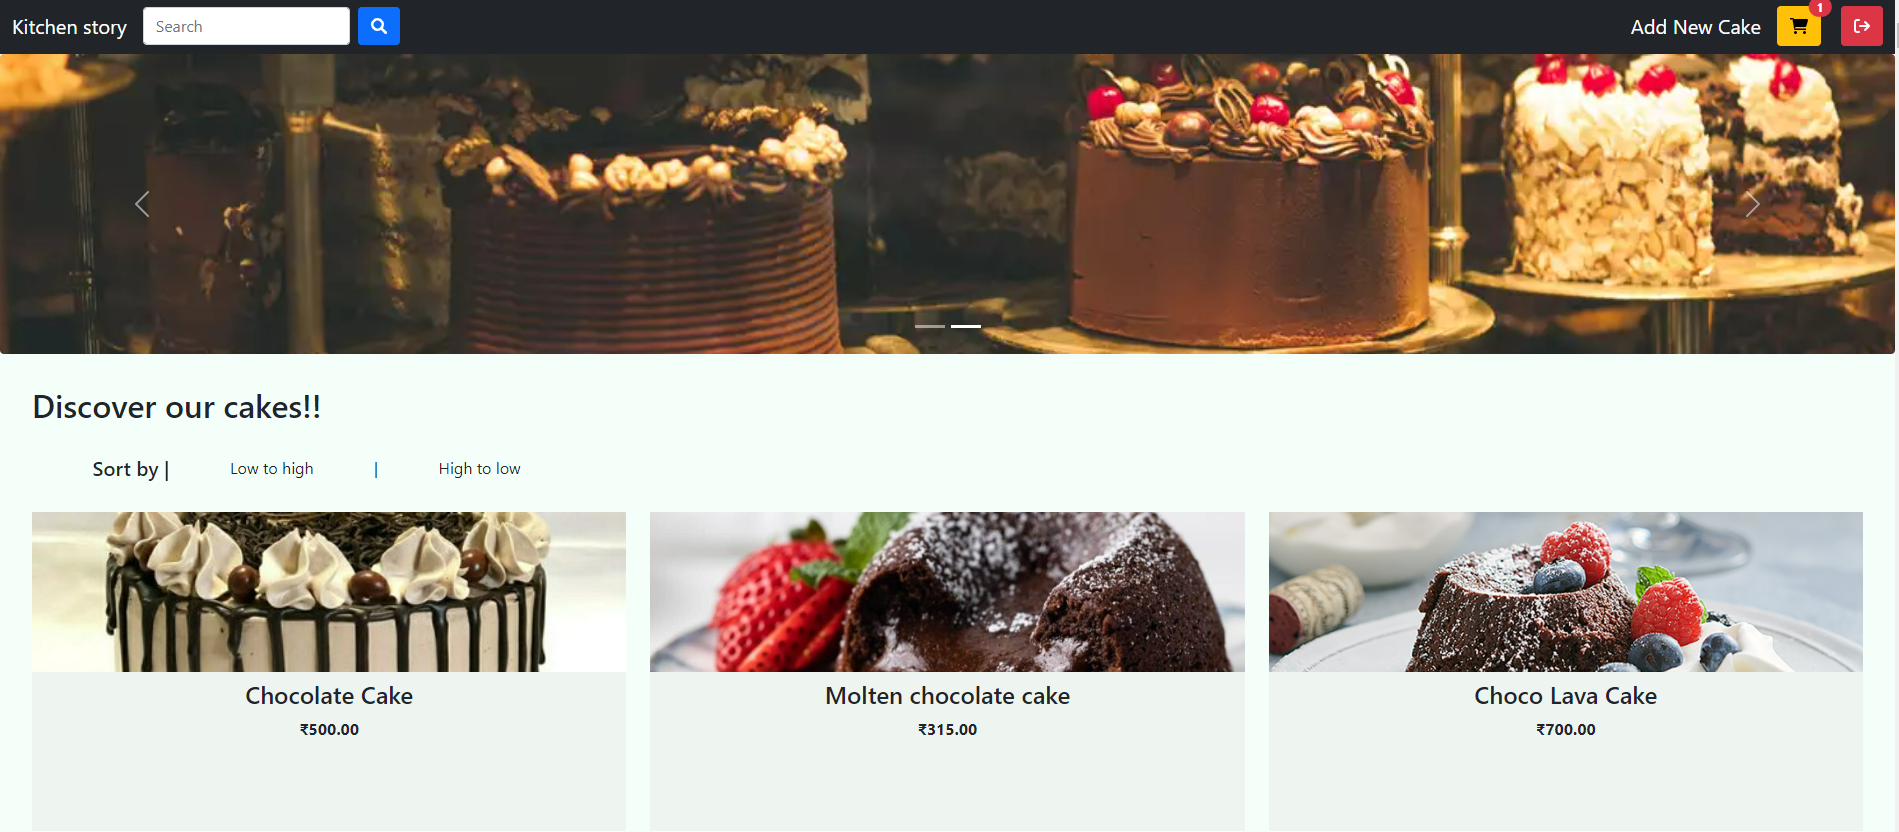 Kitchen story Search Add New Cake 1
Discover our cakes!!
Sort by | Low to high | High to low
Chocolate Cake Molten chocolate cake Choco Lava Cake
₹500.00 ₹315.00 ₹700.00